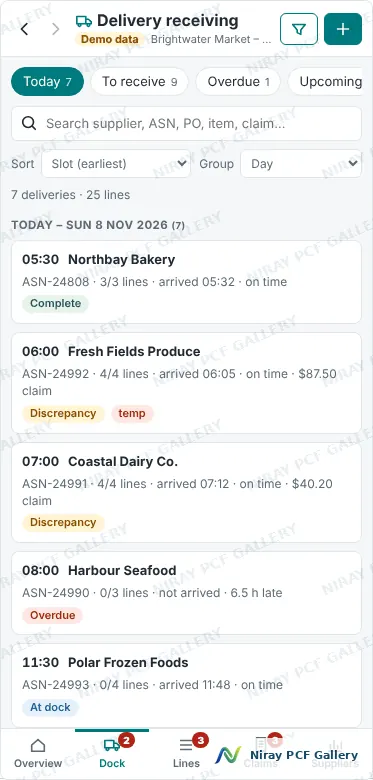 Delivery receiving
Demo data Brightwater Market – ...
Today 7 To receive 9 Overdue 1 Upcoming
Search supplier, ASN, PO, item, claim...
Sort Slot (earliest) Group Day
7 deliveries · 25 lines
TODAY – SUN 8 NOV 2026 (7)
05:30 Northbay Bakery
ASN-24808 · 3/3 lines · arrived 05:32 · on time
Complete
06:00 Fresh Fields Produce
ASN-24992 · 4/4 lines · arrived 06:05 · on time · $87.50
claim
Discrepancy temp
07:00 Coastal Dairy Co.
ASN-24991 · 4/4 lines · arrived 07:12 · on time · $40.20
claim
Discrepancy
08:00 Harbour Seafood
ASN-24990 · 0/3 lines · not arrived · 6.5 h late
Overdue
11:30 Polar Frozen Foods
ASN-24993 · 0/4 lines · arrived 11:48 · on time
At dock
2 3 3
Overview Dock Lines Claims Suppliers
Niray PCF Gallery
NIRAY PCF GALLERY